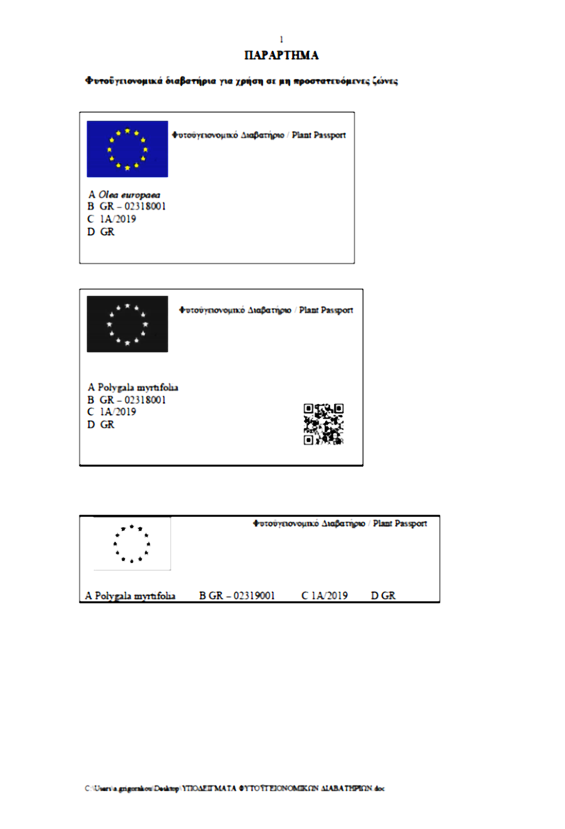 1
ΠΑΡΑΡΤΗΜΑ
Φυτοϋγειονομικά διαβατήρια για χρήση σε μη προστατευόμενες ζώνες
Φυτοϋγειονομικό Διαβατήριο / Plant Passport
A Olea europaea
B GR – 02318001
C 1A/2019
D GR
Φυτοϋγειονομικό Διαβατήριο / Plant Passport
A Polygala myrtifolia
B GR – 02318001
C 1A/2019
D GR
Φυτοϋγειονομικό Διαβατήριο / Plant Passport
A Polygala myrtifolia B GR – 02319001 C 1A/2019 D GR
C:\Users\a.grigorakou\Desktop\ΥΠΟΔΕΙΓΜΑΤΑ ΦΥΤΟΫΓΕΙΟΝΟΜΙΚΩΝ ΔΙΑΒΑΤΗΡΙΩΝ.doc